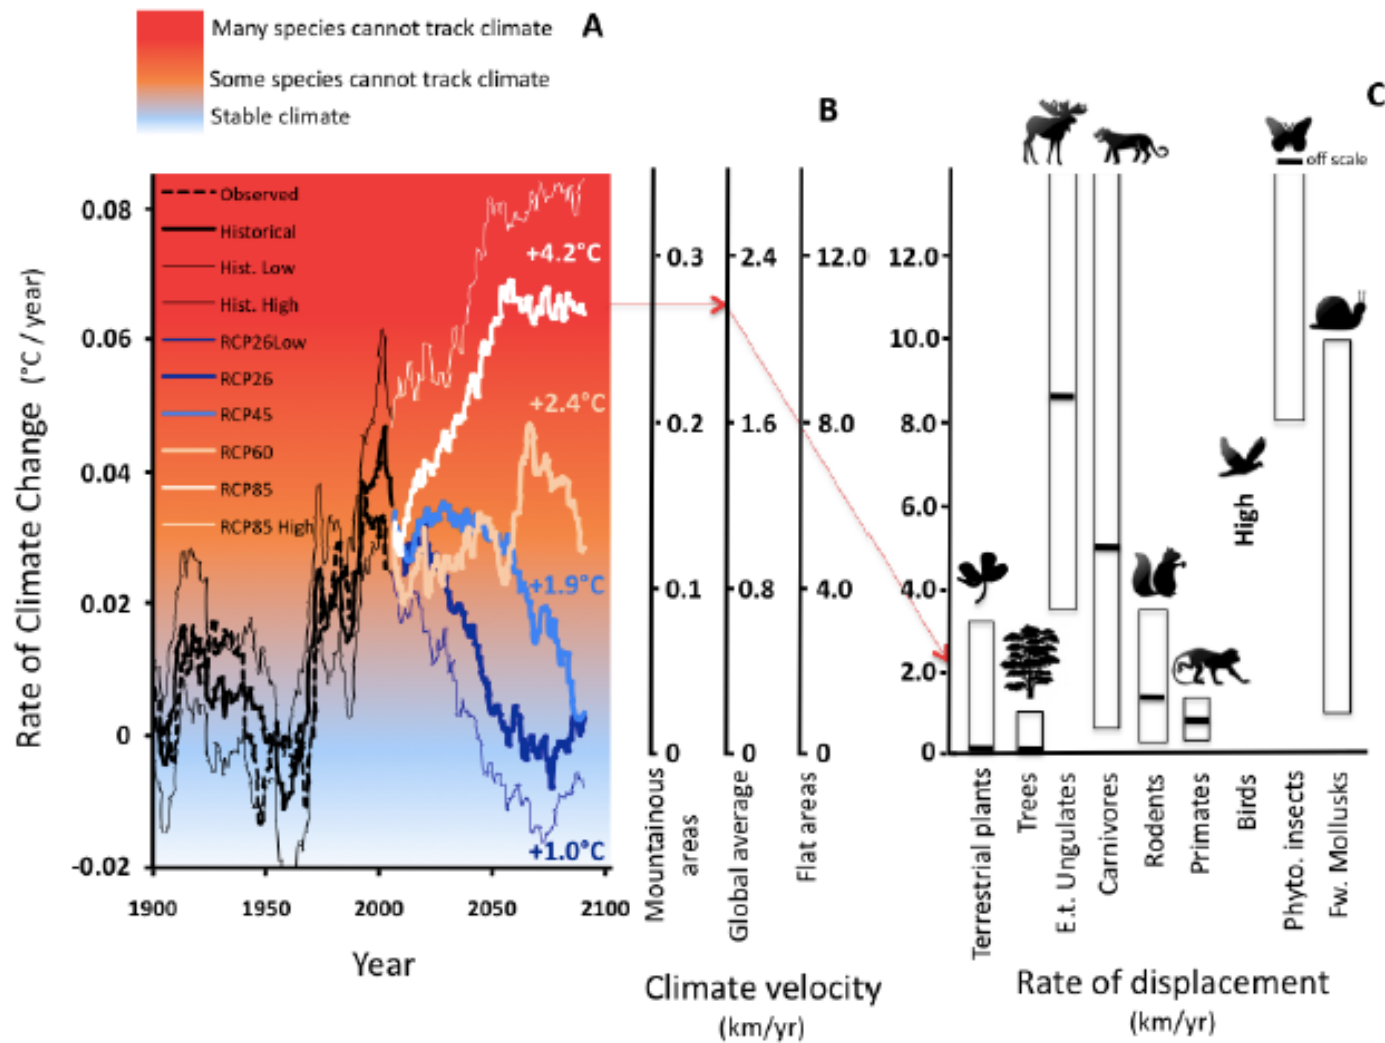 Many species cannot track climate
A
Some species cannot track climate
Stable climate
B
C
off scale
Rate of Climate Change (°C / year)
0.08
0.06
0.04
0.02
0
-0.02
Observed
Historical
Hist. Low
Hist. High
RCP26Low
RCP26
RCP45
RCP60
RCP85
RCP85 High
+4.2°C
+2.4°C
+1.9°C
+1.0°C
1900
1950
2000
2050
2100
Year
0.3
0.2
0.1
0
Mountainous
areas
2.4
1.6
0.8
0
Global average
12.0
8.0
4.0
0
Flat areas
Climate velocity
(km/yr)
12.0
10.0
8.0
6.0
4.0
2.0
0
High
Terrestrial plants
Trees
E.t. Ungulates
Carnivores
Rodents
Primates
Birds
Phyto. insects
Fw. Mollusks
Rate of displacement
(km/yr)